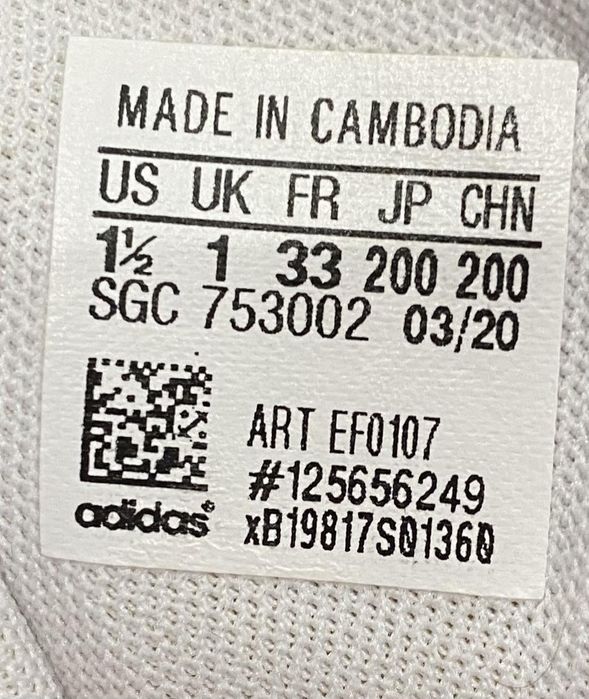 MADE IN CAMBODIA
US UK FR JP CHN
1½ 1 33 200 200
SGC 753002 03/20
ART EF0107
#125656249
adidas®
xB19817S01360